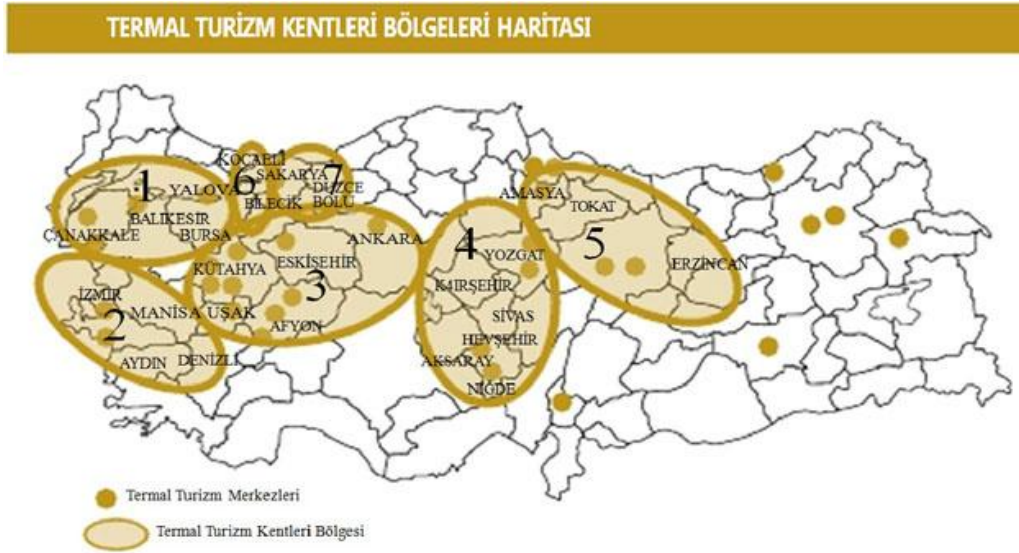 TERMAL TURİZM KENTLERİ BÖLGELERİ HARİTASI
KOCAELİ
SAKARYA
6
7
DÜZCE
BİLECİK
BOLU
1
YALOVA
BALIKESİR
ÇANAKKALE
BURSA
AMASYA
TOKAT
5
ERZİNCAN
ANKARA
ESKİŞEHİR
KÜTAHYA
3
UŞAK
AFYON
4
YOZGAT
KMIRŞEHİR
SİVAS
HEVŞEHİR
AKSARAY
NİĞDE
İZMİR
MANİSA
2
AYDIN
DENİZLİ
Termal Turizm Merkezleri
Termal Turizm Kentleri Bölgesi